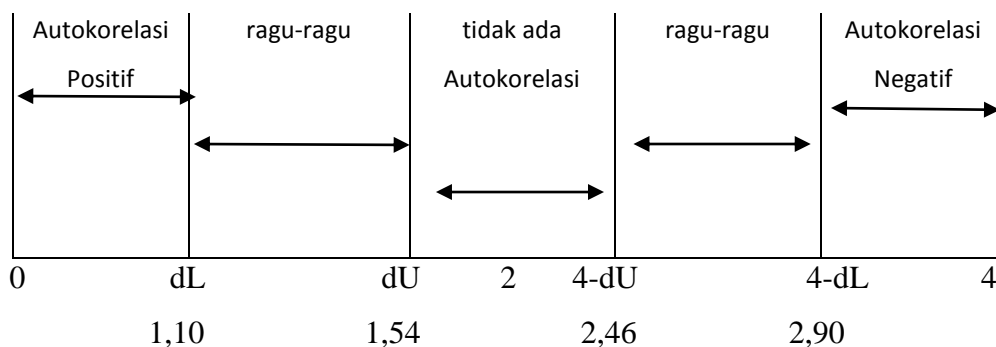 Autokorelasi ragu-ragu tidak ada ragu-ragu Autokorelasi
Positif Autokorelasi Negatif
0 dL dU 2 4-dU 4-dL 4
1,10 1,54 2,46 2,90